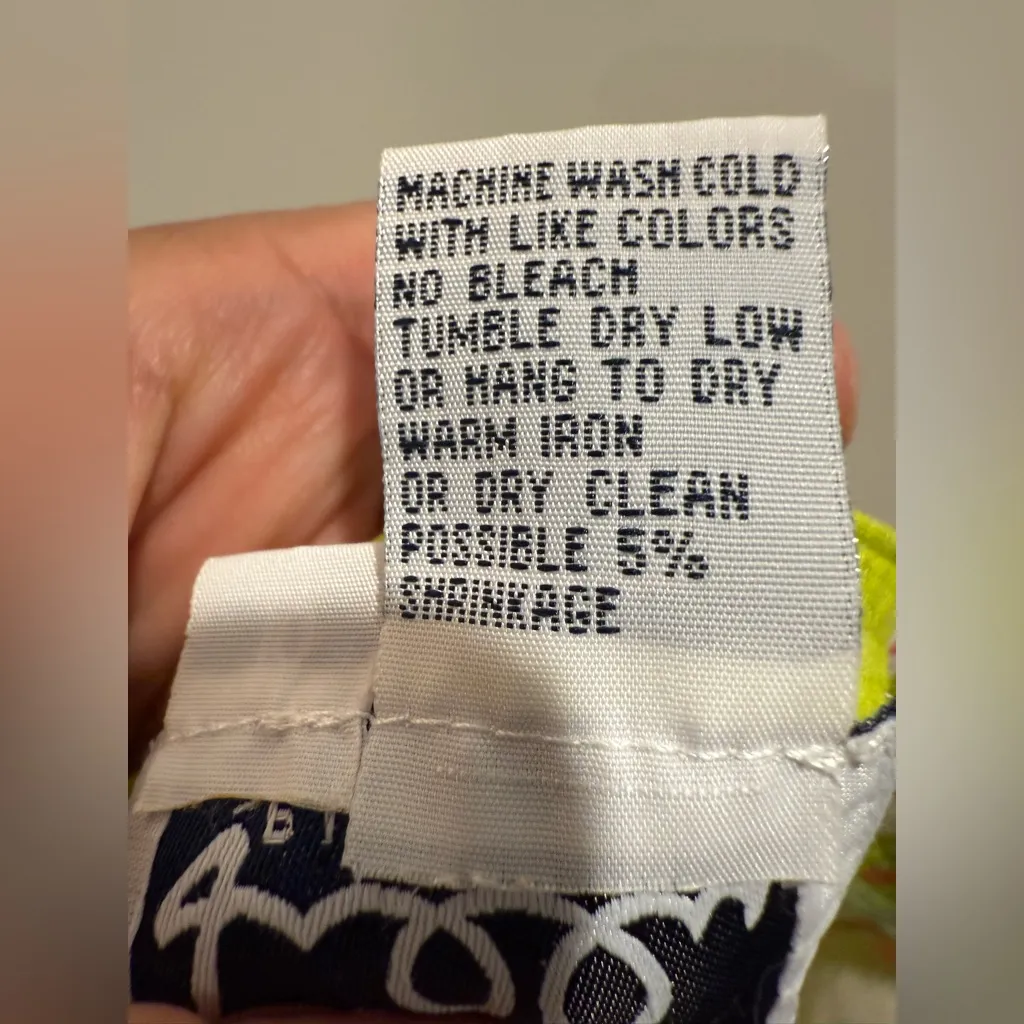 MACHINE WASH COLD
WITH LIKE COLORS
NO BLEACH
TUMBLE DRY LOW
OR HANG TO DRY
WARM IRON
OR DRY CLEAN
POSSIBLE 5%
SHRINKAGE